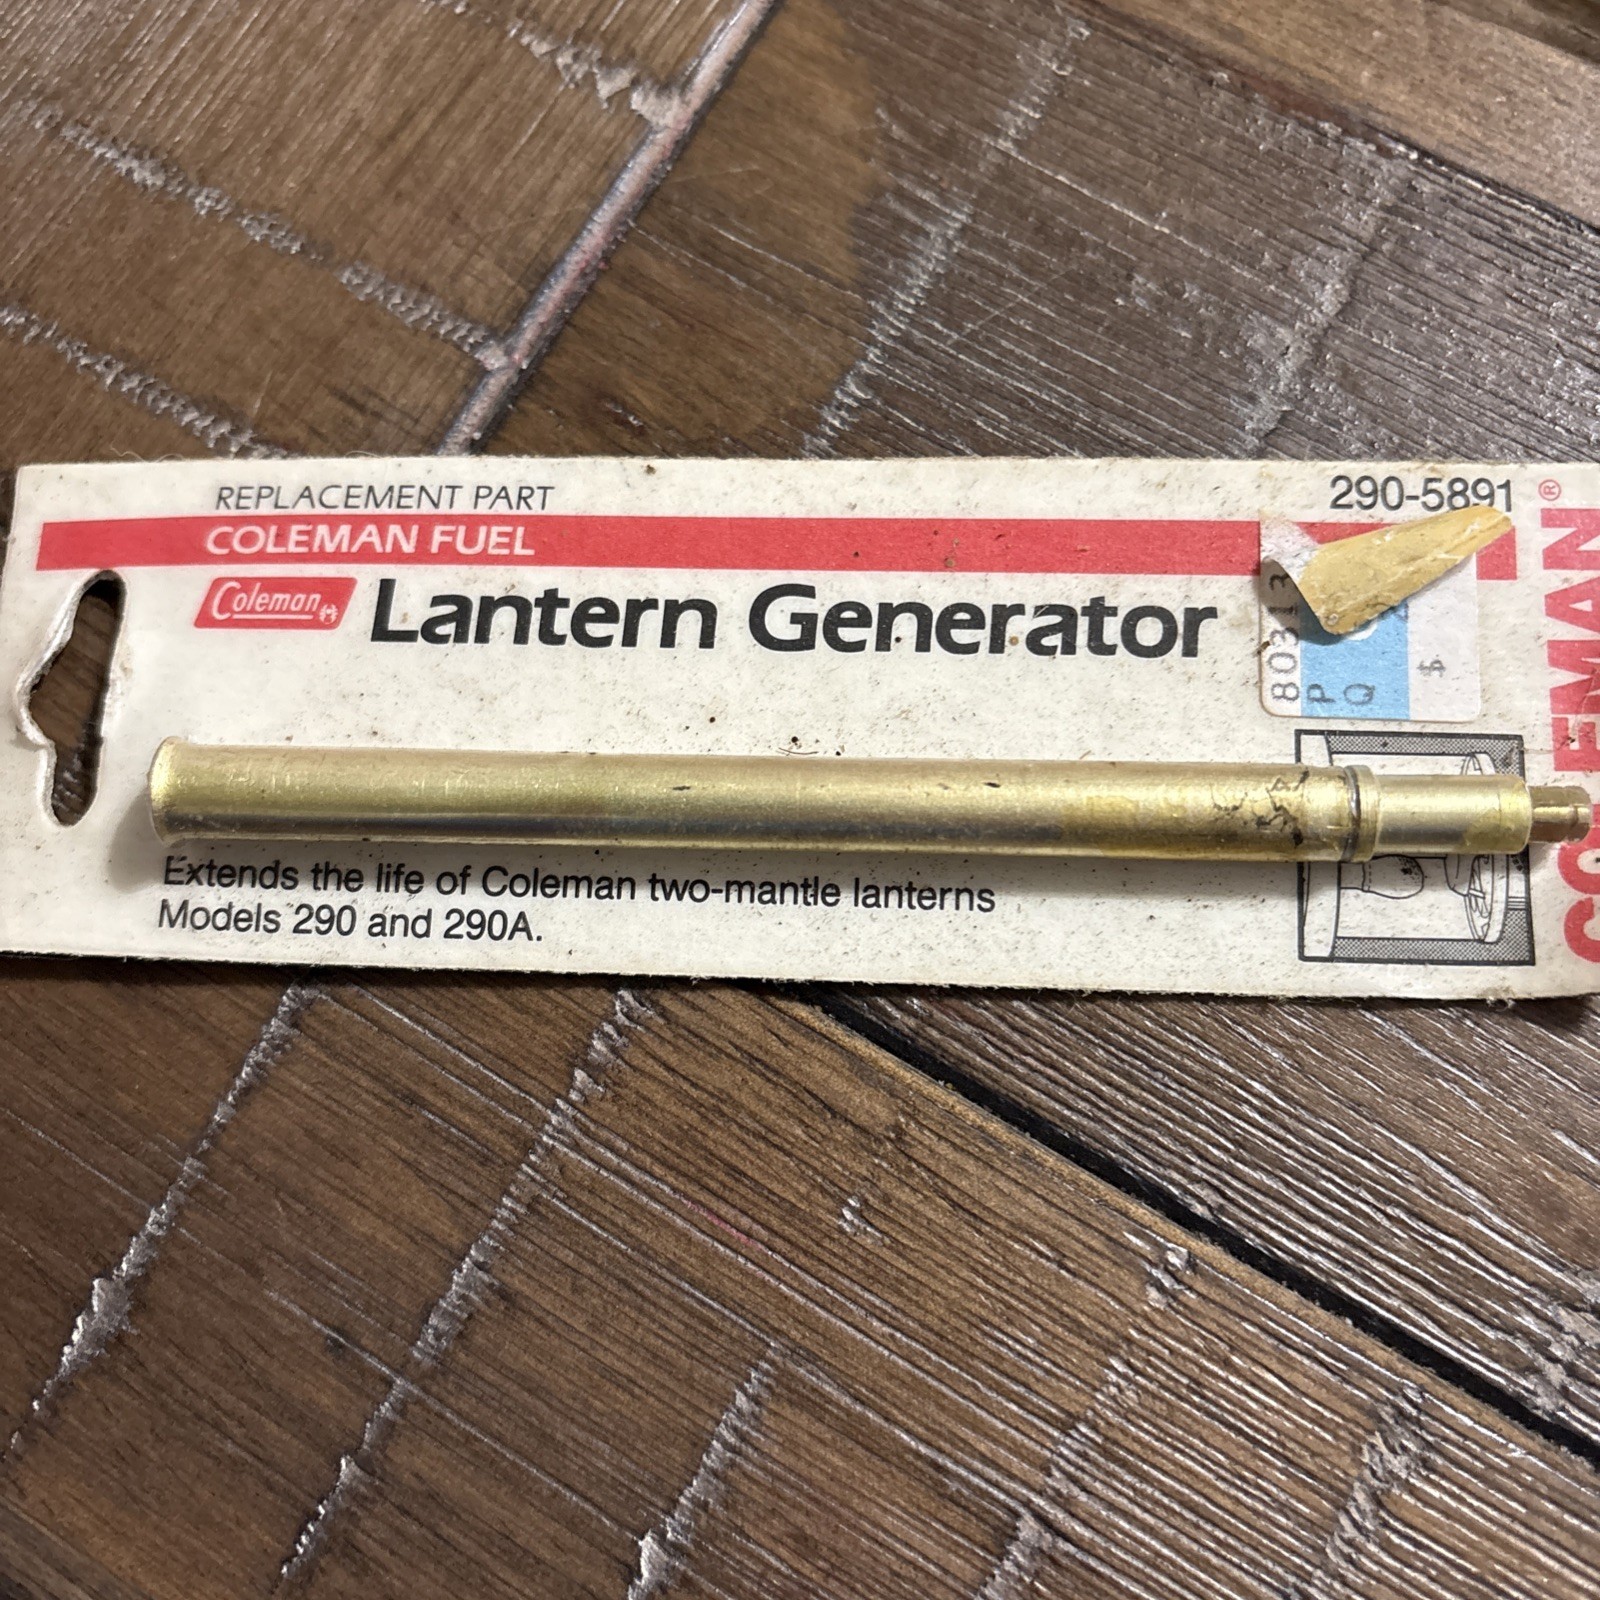 REPLACEMENT PART
290-5891
COLEMAN FUEL
Coleman
Lantern Generator
80313
P
Q
$
Extends the life of Coleman two-mantle lanterns
Models 290 and 290A.
COLEMAN®